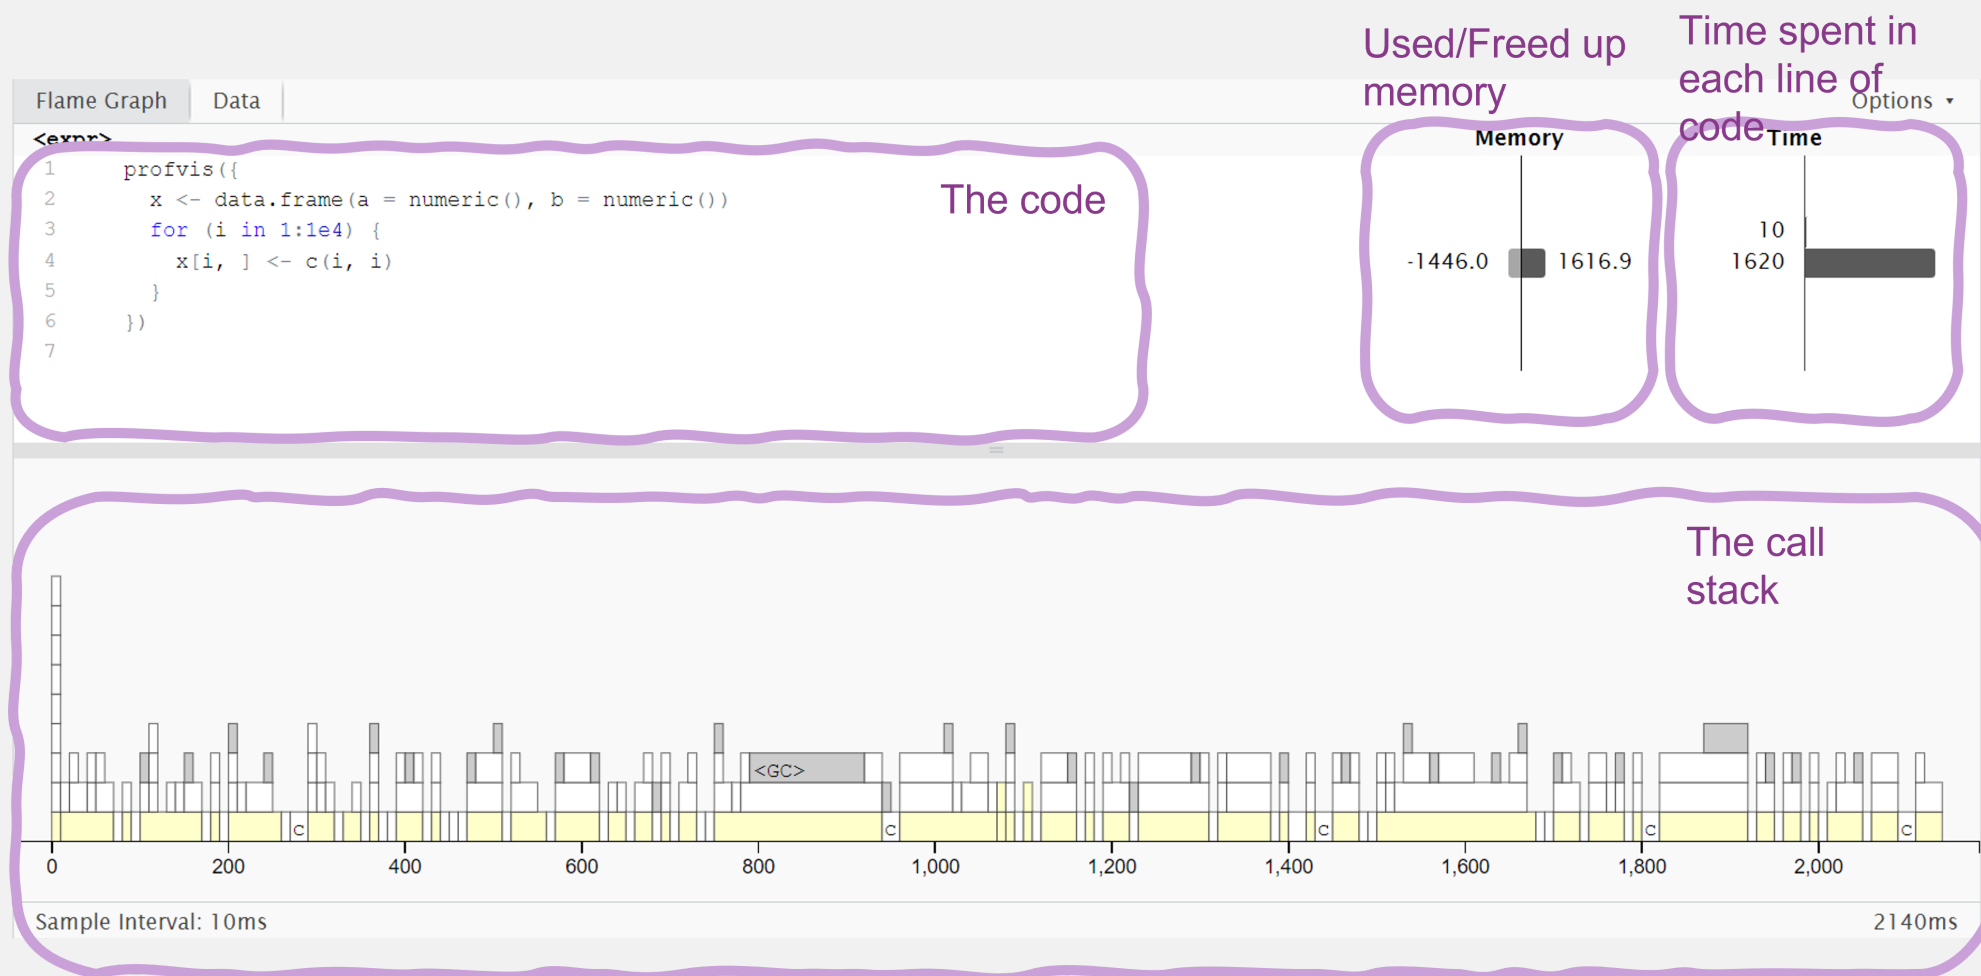 Used/Freed up
memory
Time spent in
each line of
code
Flame Graph
Data
Options
<expr>
Memory
Time
1 profvis({
2 x <- data.frame(a = numeric(), b = numeric())
3 for (i in 1:1e4) {
4 x[i, ] <- c(i, i)
5 }
6 })
7
The code
10
-1446.0 1616.9
1620
The call
stack
<GC>
c c c c c
0 200 400 600 800 1,000 1,200 1,400 1,600 1,800 2,000
Sample Interval: 10ms
2140ms